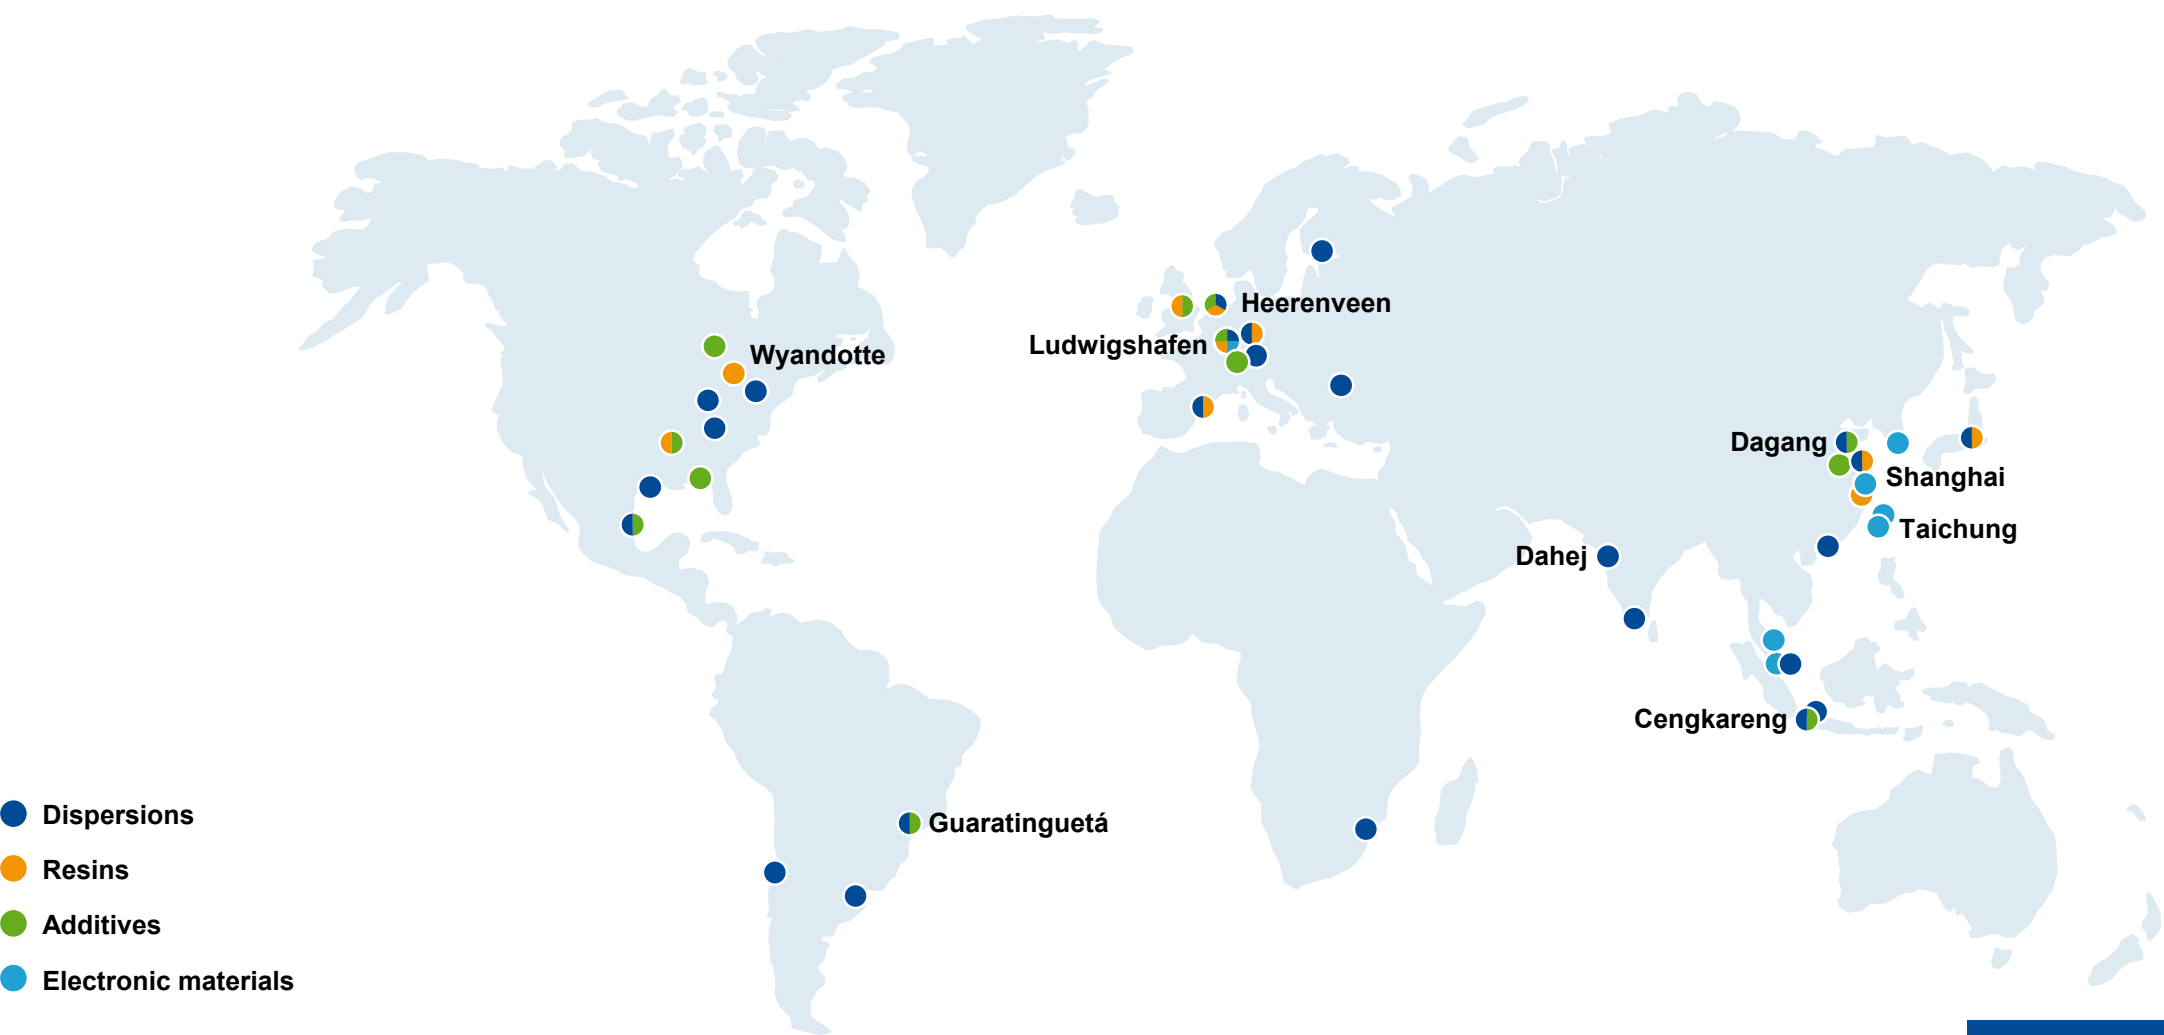 Heerenveen
Ludwigshafen
Wyandotte
Dagang
Shanghai
Taichung
Dahej
Cengkareng
Guaratinguetá
Dispersions
Resins
Additives
Electronic materials